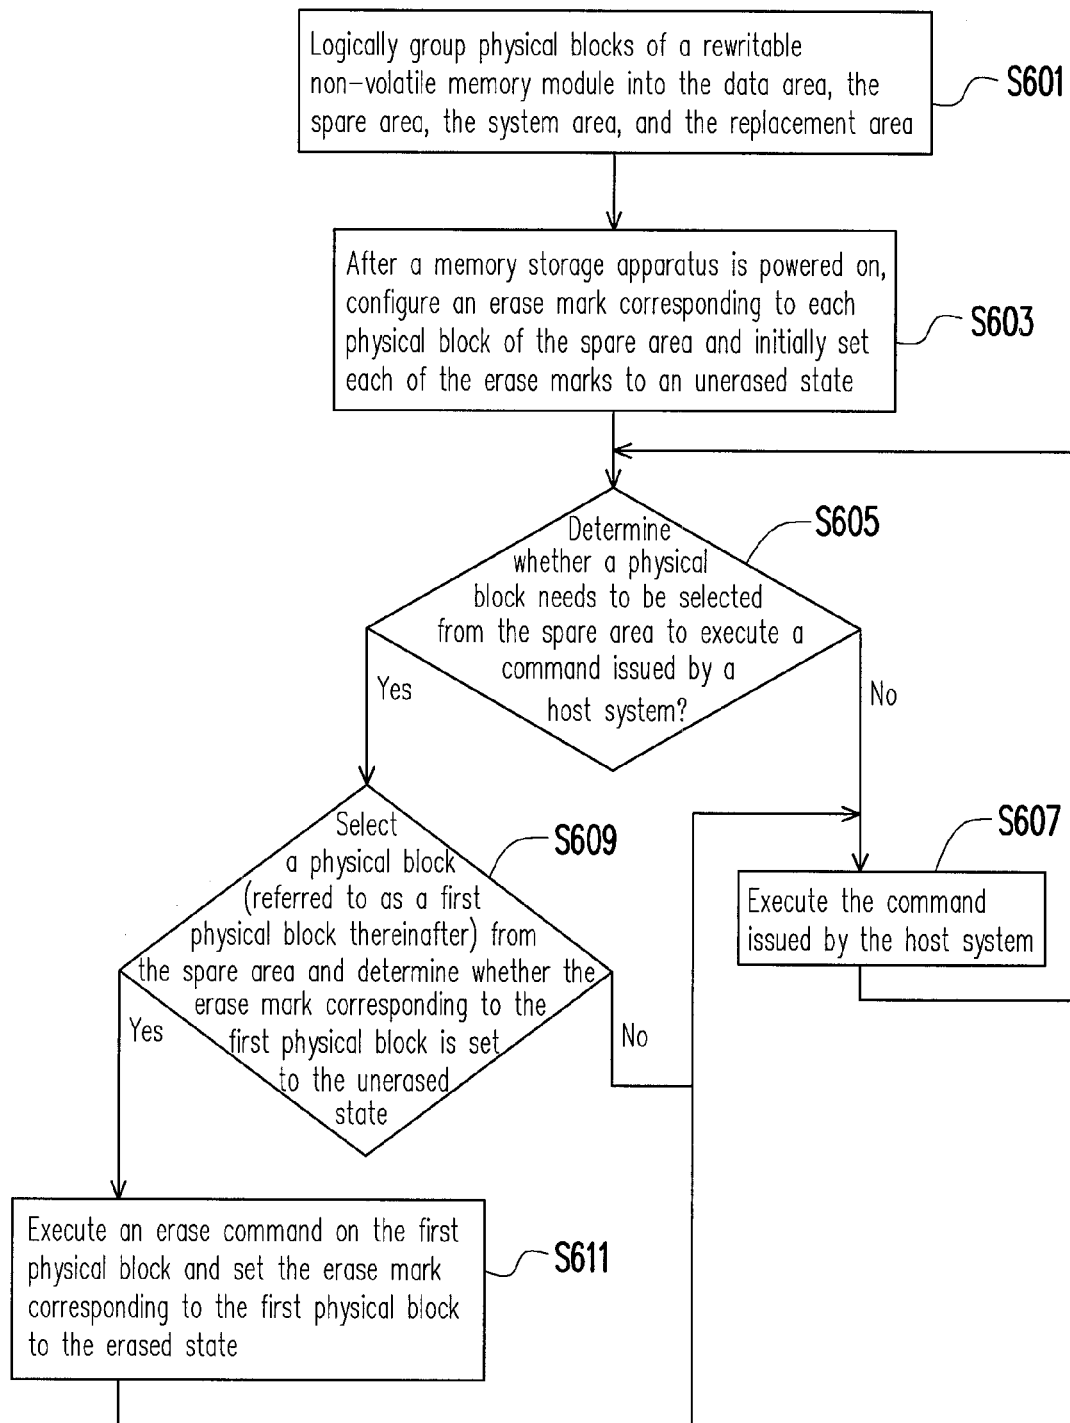 Logically group physical blocks of a rewritable
non-volatile memory module into the data area, the
spare area, the system area, and the replacement area
S601
After a memory storage apparatus is powered on,
configure an erase mark corresponding to each
physical block of the spare area and initially set
each of the erase marks to an unerased state
S603
Determine
whether a physical
block needs to be selected
from the spare area to execute a
command issued by a
host system?
S605
Yes
No
Select
a physical block
(referred to as a first
physical block thereinafter) from
the spare area and determine whether the
erase mark corresponding to the
first physical block is set
to the unerased
state
S609
S607
Execute the command
issued by the host system
Yes
No
Execute an erase command on the first
physical block and set the erase mark
corresponding to the first physical block
to the erased state
S611